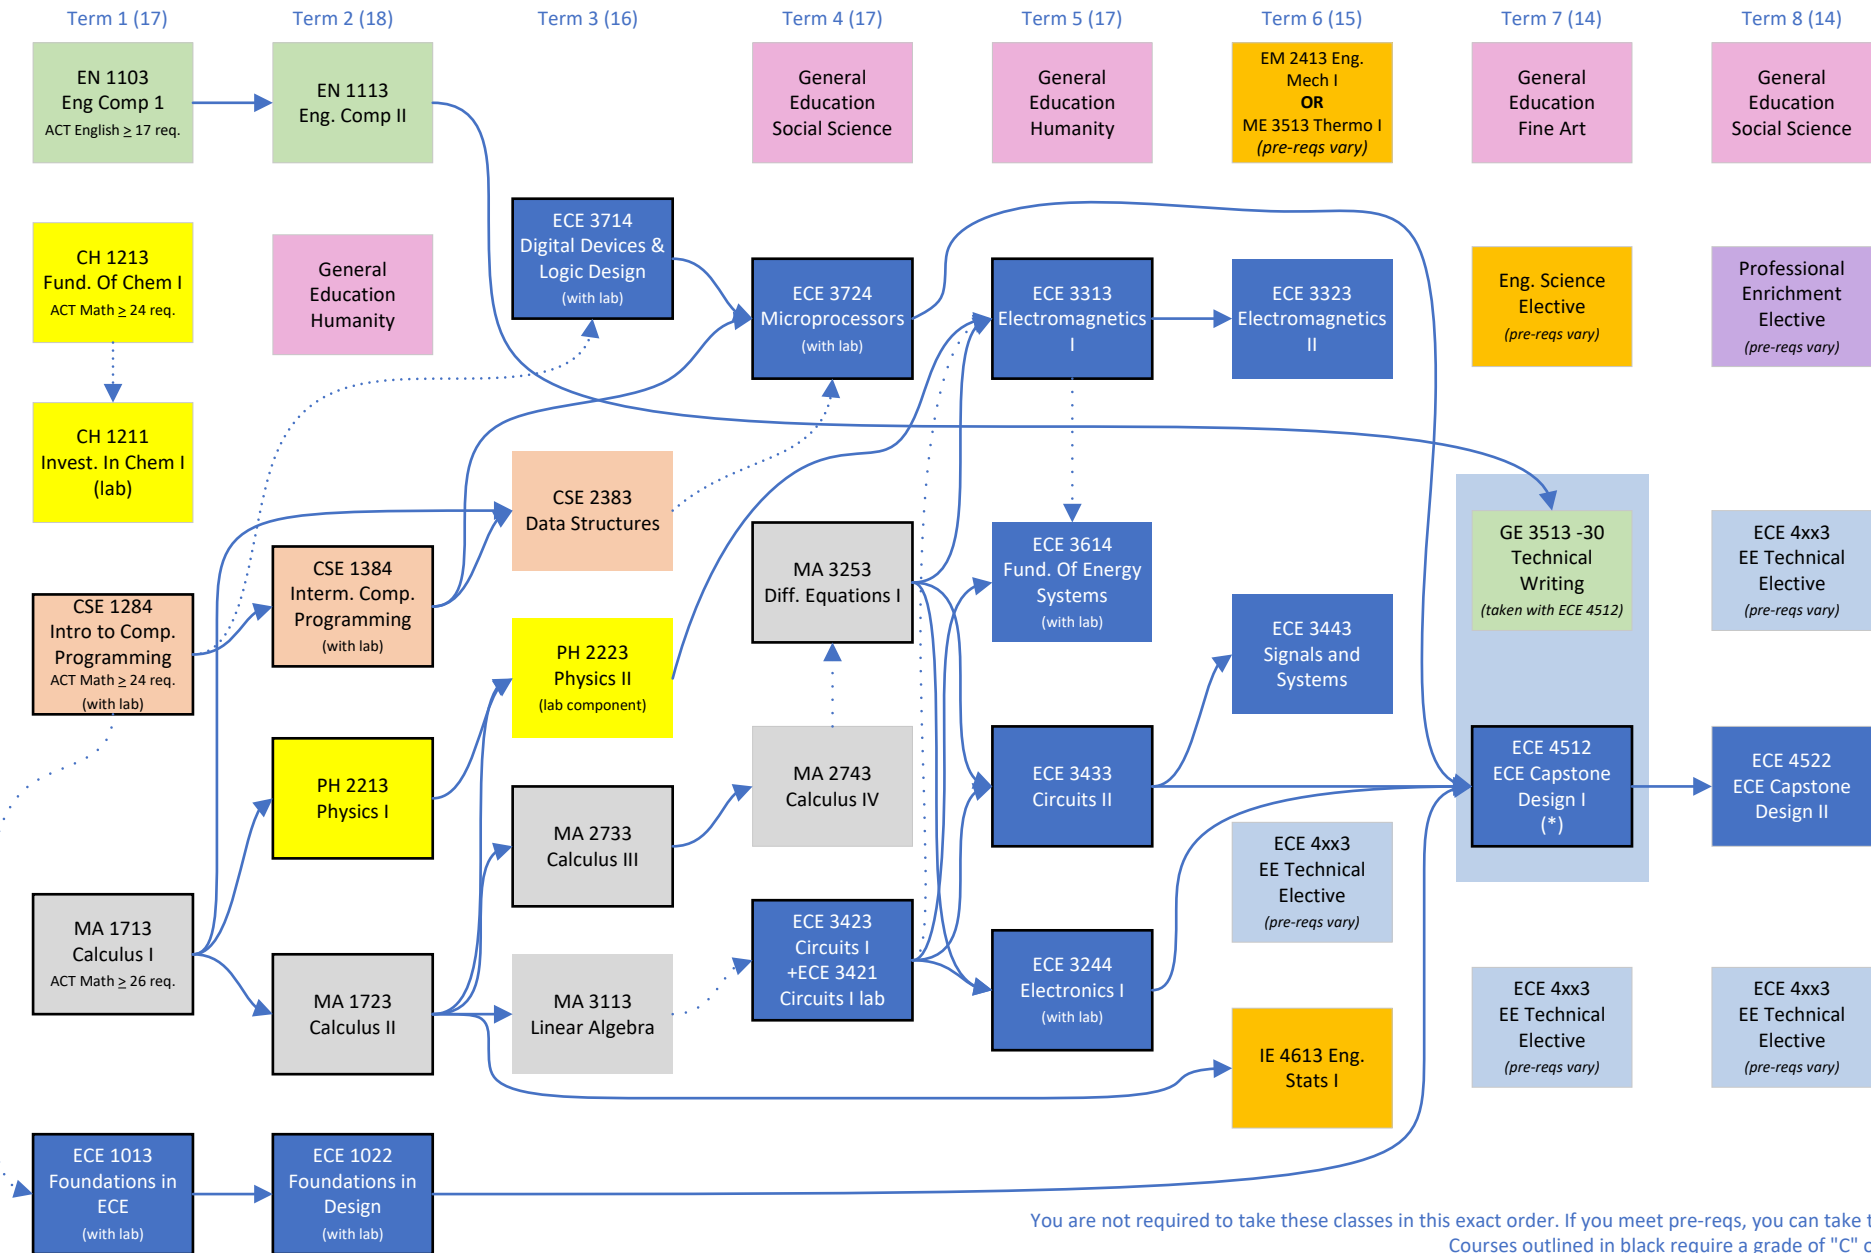 Term 1 (17)
Term 2 (18)
Term 3 (16)
Term 4 (17)
Term 5 (17)
Term 6 (15)
Term 7 (14)
Term 8 (14)
EN 1103
Eng Comp 1
ACT English ≥ 17 req.
CH 1213
Fund. Of Chem I
ACT Math ≥ 24 req.
CH 1211
Invest. In Chem I
(lab)
CSE 1284
Intro to Comp.
Programming
ACT Math ≥ 24 req.
(with lab)
MA 1713
Calculus I
ACT Math ≥ 26 req.
ECE 1013
Foundations in
ECE
(with lab)
EN 1113
Eng. Comp II
General
Education
Humanity
CSE 1384
Interm. Comp.
Programming
(with lab)
PH 2213
Physics I
MA 1723
Calculus II
ECE 1022
Foundations in
Design
(with lab)
ECE 3714
Digital Devices &
Logic Design
(with lab)
CSE 2383
Data Structures
PH 2223
Physics II
(lab component)
MA 2733
Calculus III
MA 3113
Linear Algebra
General
Education
Social Science
ECE 3724
Microprocessors
(with lab)
MA 3253
Diff. Equations I
MA 2743
Calculus IV
ECE 3423
Circuits I
+ECE 3421
Circuits I lab
General
Education
Humanity
ECE 3313
Electromagnetics
I
ECE 3614
Fund. Of Energy
Systems
(with lab)
ECE 3433
Circuits II
ECE 3244
Electronics I
(with lab)
EM 2413 Eng.
Mech I
OR
ME 3513 Thermo I
(pre-reqs vary)
ECE 3323
Electromagnetics
II
ECE 3443
Signals and
Systems
ECE 4xx3
EE Technical
Elective
(pre-reqs vary)
IE 4613 Eng.
Stats I
General
Education
Fine Art
Eng. Science
Elective
(pre-reqs vary)
GE 3513 -30
Technical
Writing
(taken with ECE 4512)
ECE 4512
ECE Capstone
Design I
(*)
ECE 4xx3
EE Technical
Elective
(pre-reqs vary)
General
Education
Social Science
Professional
Enrichment
Elective
(pre-reqs vary)
ECE 4xx3
EE Technical
Elective
(pre-reqs vary)
ECE 4522
ECE Capstone
Design II
ECE 4xx3
EE Technical
Elective
(pre-reqs vary)
You are not required to take these classes in this exact order. If you meet pre-reqs, you can take
Courses outlined in black require a grade of "C"